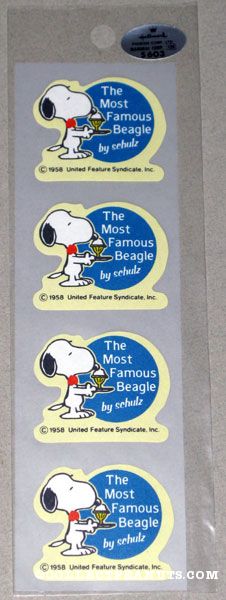 Hallmark
$603
The
Most
Famous
Beagle
by schulz
© 1958 United Feature Syndicate, Inc.
The
Most
Famous
Beagle
by schulz
© 1958 United Feature Syndicate, Inc.
The
Most
Famous
Beagle
by schulz
© 1958 United Feature Syndicate, Inc.
The
Most
Famous
Beagle
by schulz
© 1958 United Feature Syndicate, Inc.